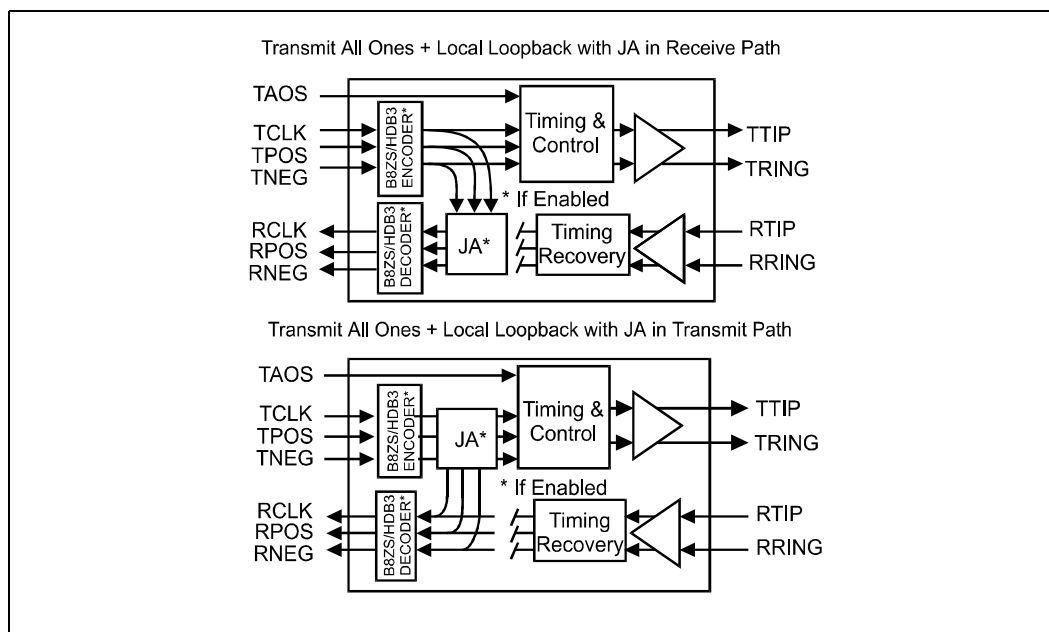 Transmit All Ones + Local Loopback with JA in Receive Path
TAOS
TCLK
TPOS
TNEG
B8ZS/HDB3
ENCODER*
Timing &
Control
TTIP
TRING
* If Enabled
RCLK
RPOS
RNEG
B8ZS/HDB3
DECODER*
JA*
Timing
Recovery
RTIP
RRING
Transmit All Ones + Local Loopback with JA in Transmit Path
TAOS
TCLK
TPOS
TNEG
B8ZS/HDB3
ENCODER*
JA*
Timing &
Control
TTIP
TRING
* If Enabled
RCLK
RPOS
RNEG
B8ZS/HDB3
DECODER*
Timing
Recovery
RTIP
RRING